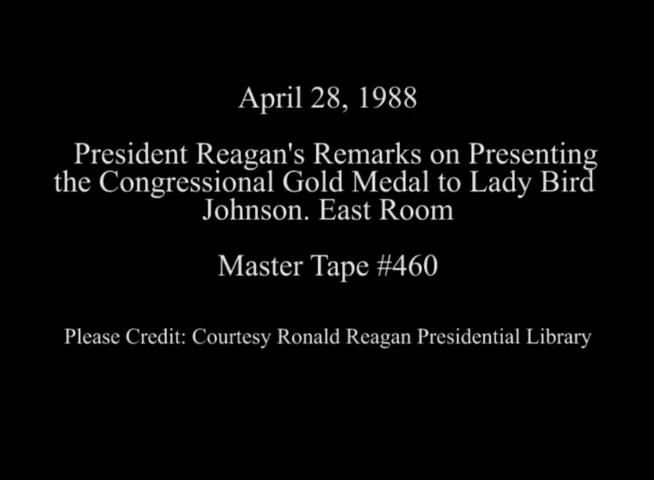 April 28, 1988
President Reagan's Remarks on Presenting
the Congressional Gold Medal to Lady Bird
Johnson. East Room
Master Tape #460
Please Credit: Courtesy Ronald Reagan Presidential Library